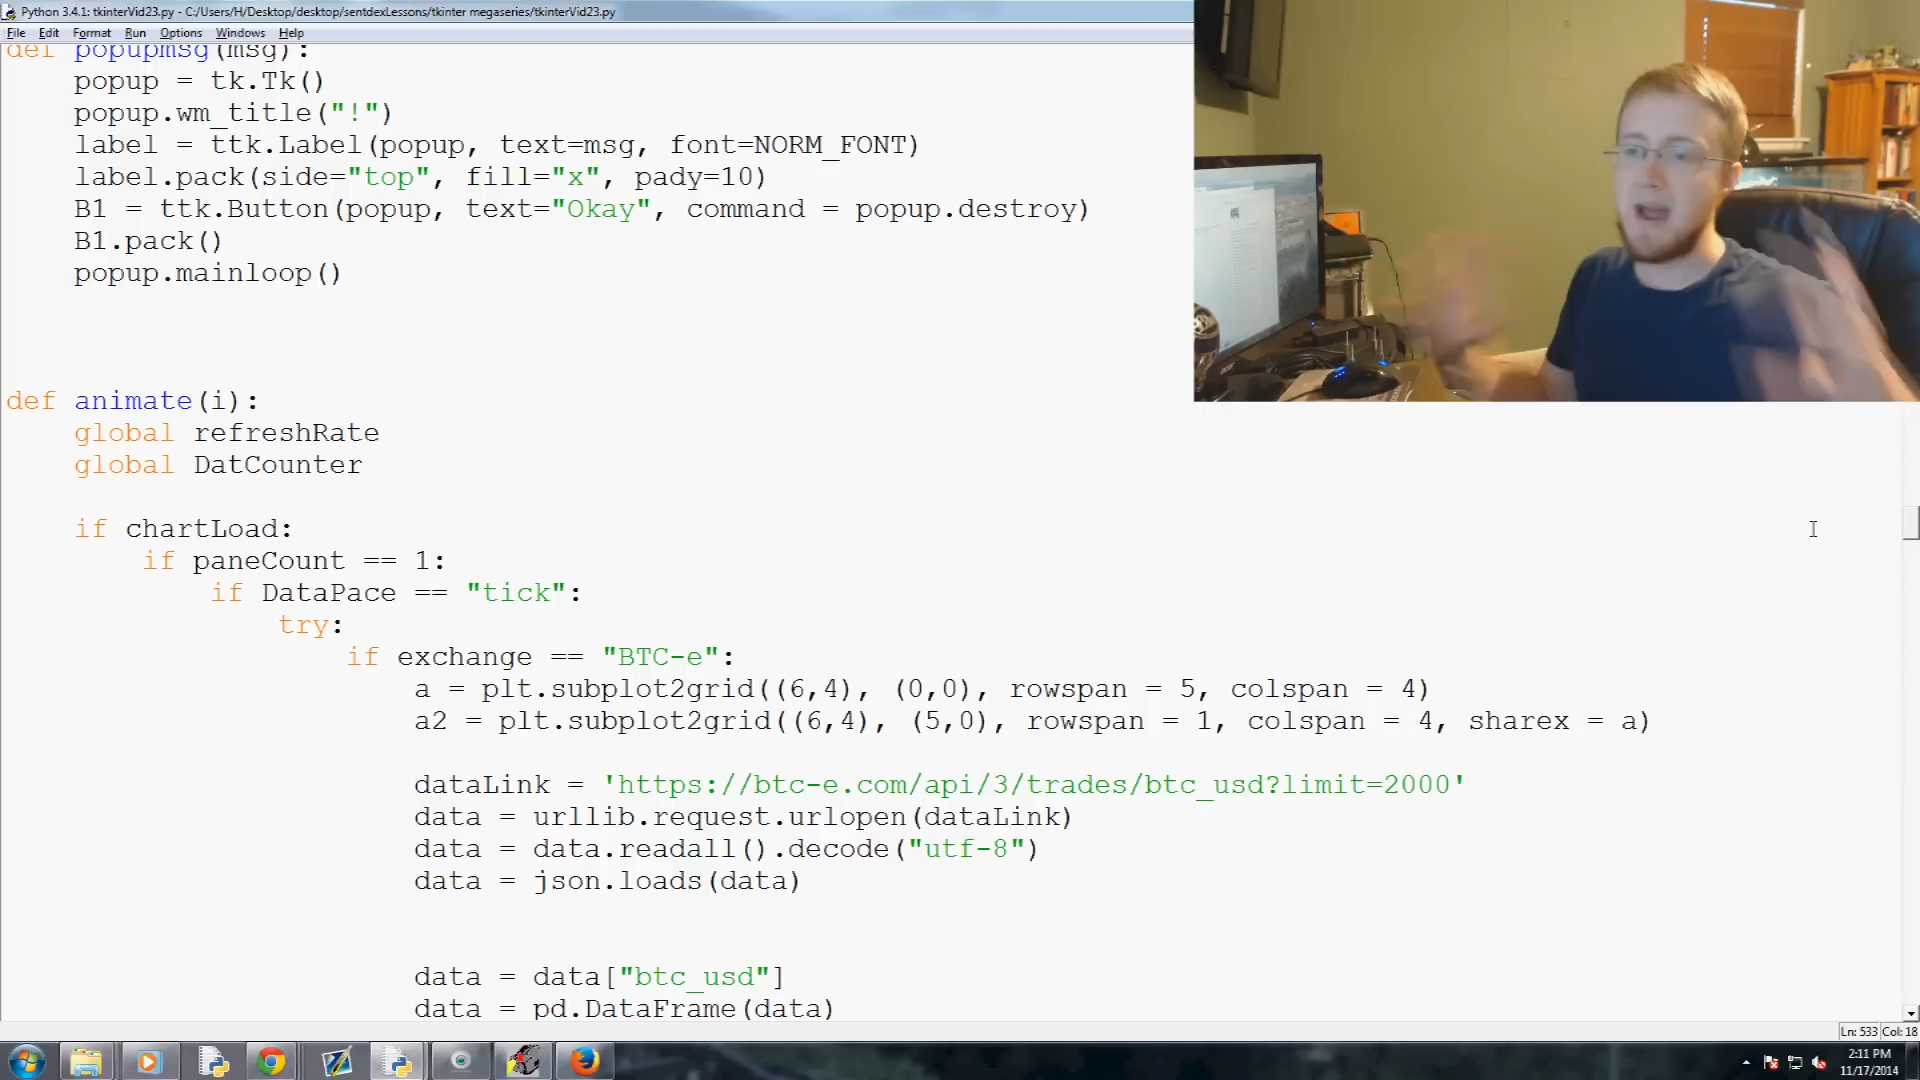 Python 3.4.1: tkinterVid23.py - C:/Users/H/Desktop/desktop/sentdexLessons/tkinter megaseries/tkinterVid23.py
File Edit Format Run Options Windows Help
def popupmsg(msg):
    popup = tk.Tk()
    popup.wm_title("!")
    label = ttk.Label(popup, text=msg, font=NORM_FONT)
    label.pack(side="top", fill="x", pady=10)
    B1 = ttk.Button(popup, text="Okay", command = popup.destroy)
    B1.pack()
    popup.mainloop()
def animate(i):
    global refreshRate
    global DatCounter
    if chartLoad:
        if paneCount == 1:
            if DataPace == "tick":
                try:
                    if exchange == "BTC-e":
                        a = plt.subplot2grid((6,4), (0,0), rowspan = 5, colspan = 4)
                        a2 = plt.subplot2grid((6,4), (5,0), rowspan = 1, colspan = 4, sharex = a)
                        dataLink = 'https://btc-e.com/api/3/trades/btc_usd?limit=2000'
                        data = urllib.request.urlopen(dataLink)
                        data = data.readall().decode("utf-8")
                        data = json.loads(data)
                        data = data["btc_usd"]
                        data = pd.DataFrame(data)
Ln: 533 Col: 18
2:11 PM
11/17/2014